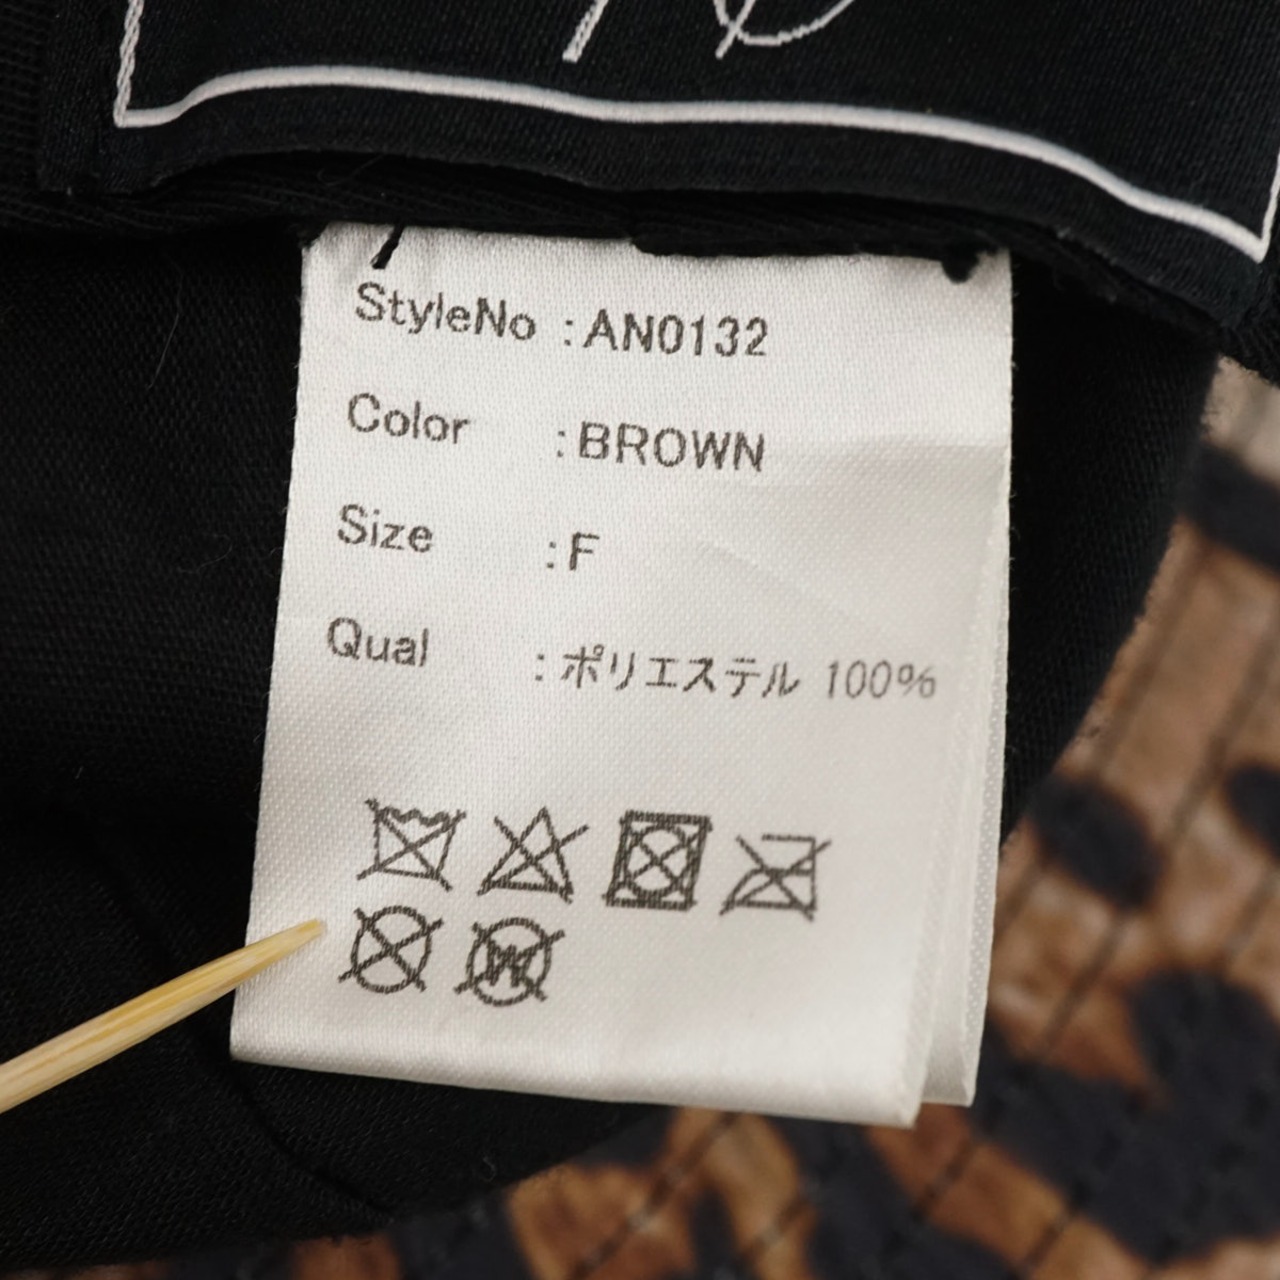 StyleNo : AN0132
Color : BROWN
Size : F
Qual : ポリエステル 100%
W